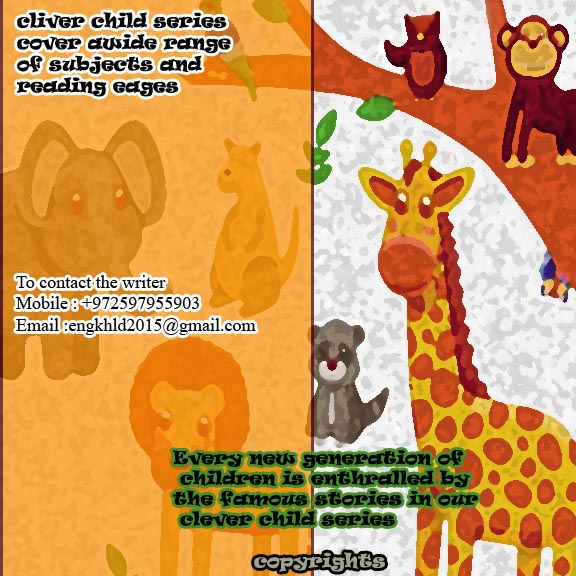 cliver child series
cover awide range
of subjects and
reading eages
To contact the writer
Mobile : +972597955903
Email :engkhld2015@gmail.com
Every new generation of
children is enthralled by
the famous stories in our
clever child series
copyrights